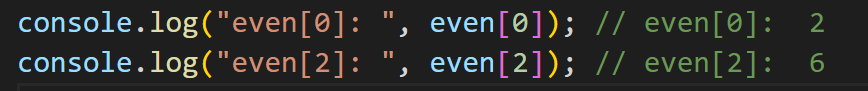 console.log("even[0]: ", even[0]); // even[0]:  2
console.log("even[2]: ", even[2]); // even[2]:  6